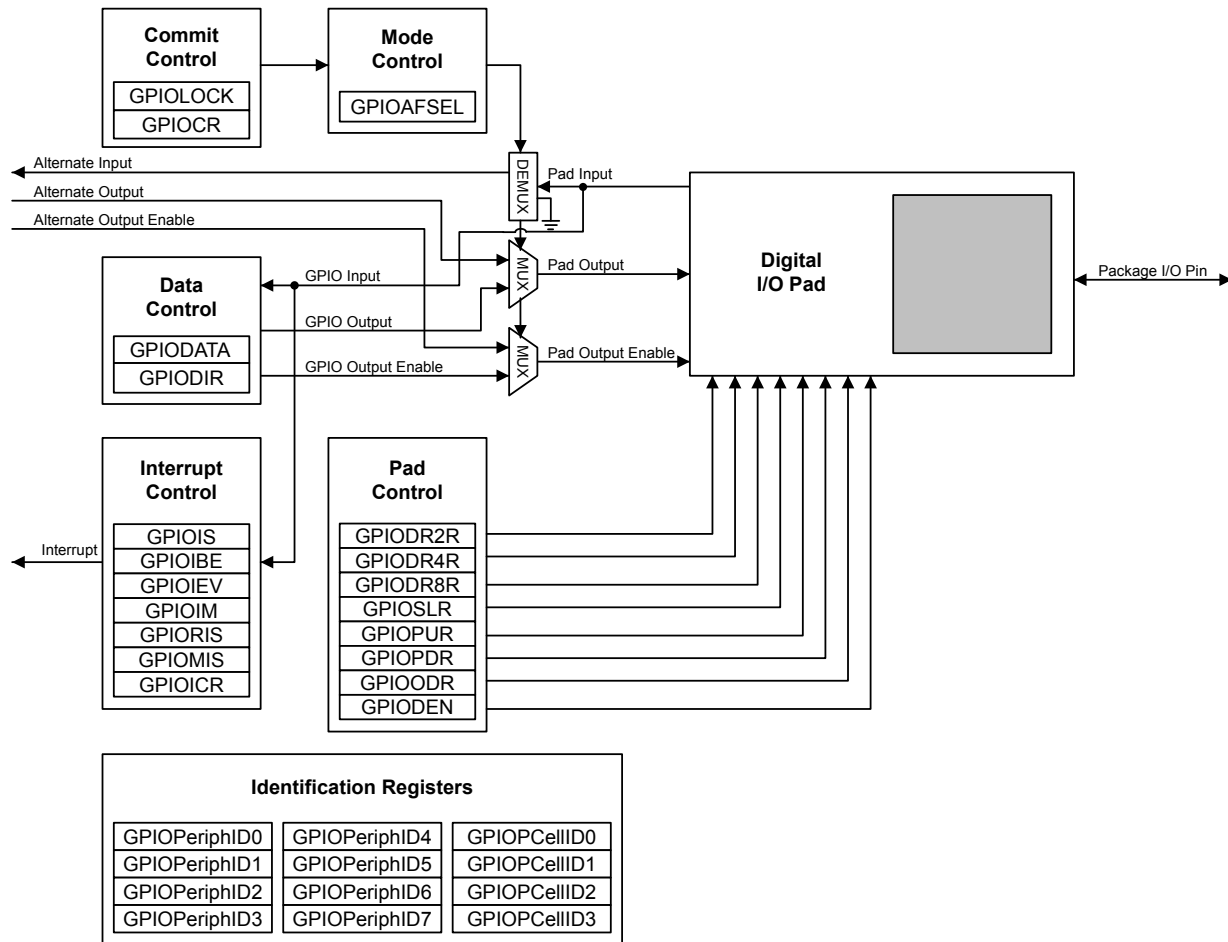 Commit
Control
GPIOLOCK
GPIOCR
Mode
Control
GPIOAFSEL
Alternate Input
Alternate Output
Alternate Output Enable
DEMUX
Pad Input
MUX
Pad Output
MUX
Pad Output Enable
Digital
I/O Pad
Package I/O Pin
Data
Control
GPIODATA
GPIODIR
GPIO Input
GPIO Output
GPIO Output Enable
Interrupt
Control
GPIOIS
GPIOIBE
GPIOIEV
GPIOIM
GPIORIS
GPIOMIS
GPIOICR
Interrupt
Pad
Control
GPIODR2R
GPIODR4R
GPIODR8R
GPIOSLR
GPIOPUR
GPIOPDR
GPIOODR
GPIODEN
Identification Registers
GPIOPeriphID0
GPIOPeriphID1
GPIOPeriphID2
GPIOPeriphID3
GPIOPeriphID4
GPIOPeriphID5
GPIOPeriphID6
GPIOPeriphID7
GPIOPCellID0
GPIOPCellID1
GPIOPCellID2
GPIOPCellID3